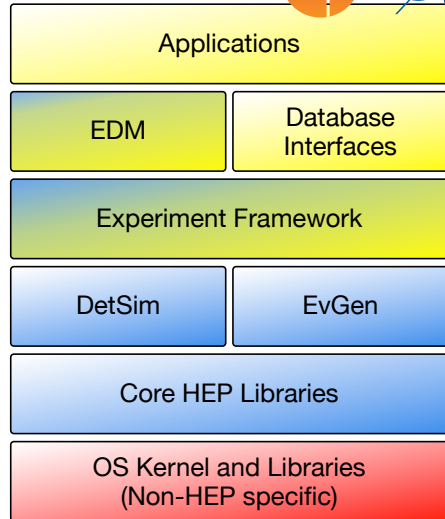 Applications
EDM
Database
Interfaces
Experiment Framework
DetSim
EvGen
Core HEP Libraries
OS Kernel and Libraries
(Non-HEP specific)